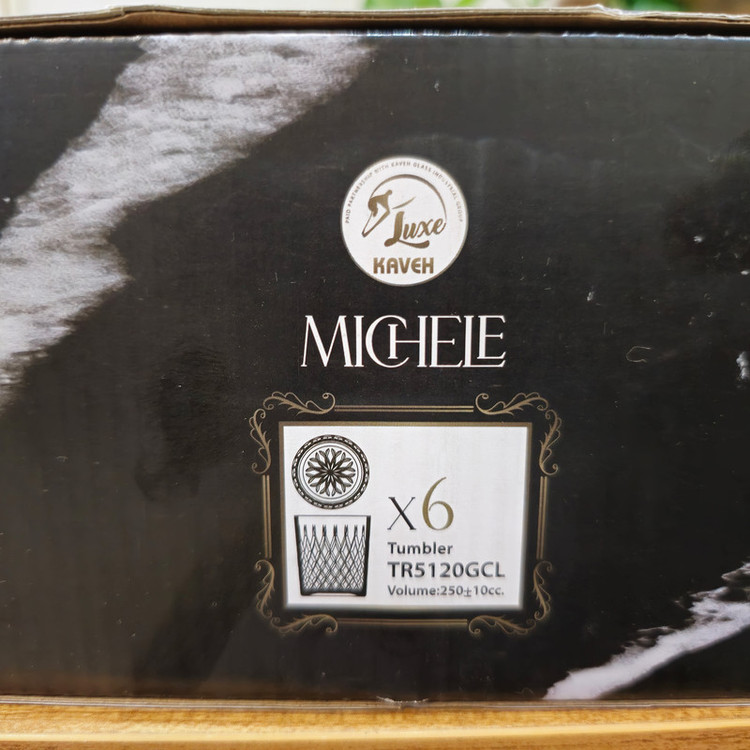 PAID PARTNERSHIP WITH KAVEH GLASS INDUSTRIAL GROUP
Luxe
KAVEH
MICHELE
x6
Tumbler
TR5120GCL
Volume:250±10cc.